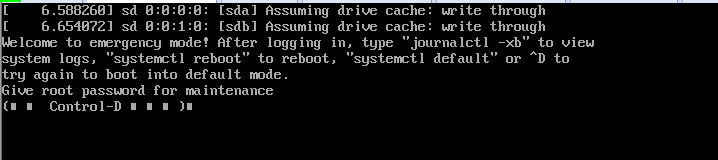 [    6.588260] sd 0:0:0:0: [sda] Assuming drive cache: write through
[    6.654072] sd 0:0:1:0: [sdb] Assuming drive cache: write through
Welcome to emergency mode! After logging in, type "journalctl -xb" to view
system logs, "systemctl reboot" to reboot, "systemctl default" or ^D to
try again to boot into default mode.
Give root password for maintenance
(■ ■  Control-D ■ ■ ■ )■